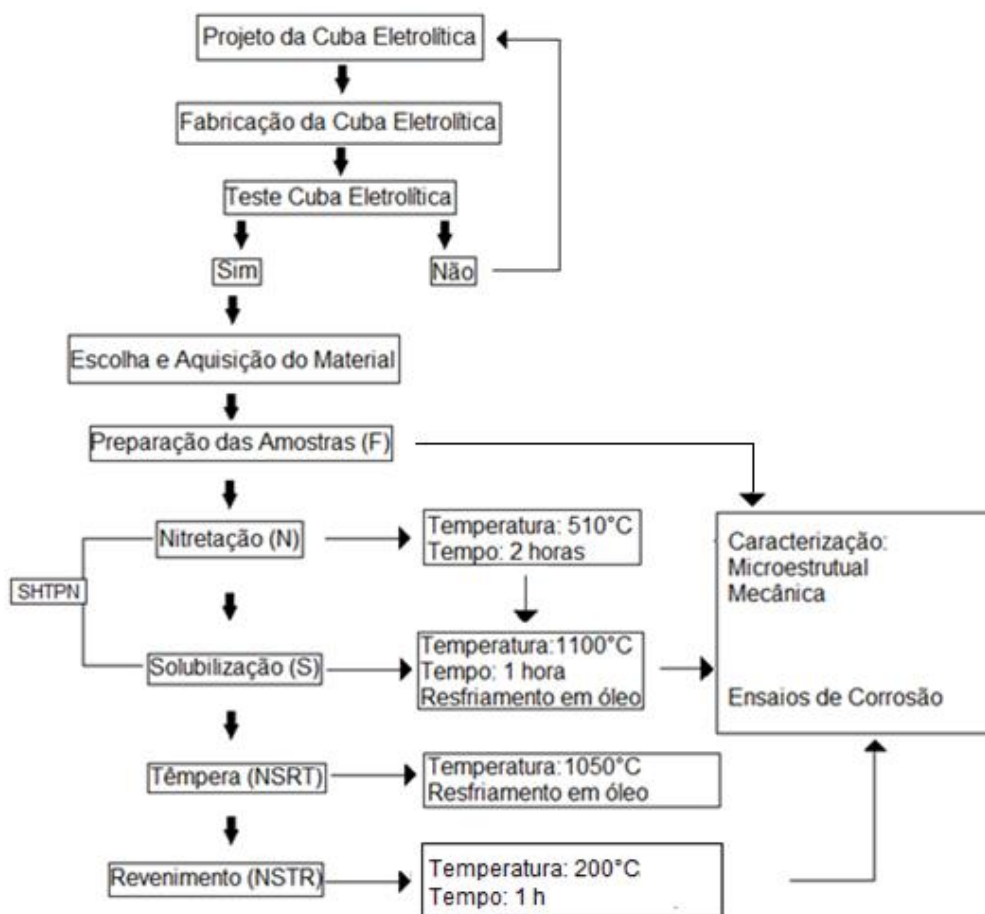 Projeto da Cuba Eletrolítica
Fabricação da Cuba Eletrolítica
Teste Cuba Eletrolítica
Sim
Não
Escolha e Aquisição do Material
Preparação das Amostras (F)
Nitretação (N)
Temperatura: 510°C
Tempo: 2 horas
SHTPN
Solubilização (S)
Temperatura:1100°C
Tempo: 1 hora
Resfriamento em óleo
Caracterização:
Microestrutual
Mecânica
Ensaios de Corrosão
Têmpera (NSRT)
Temperatura:1050°C
Resfriamento em óleo
Revenimento (NSTR)
Temperatura: 200°C
Tempo: 1 h